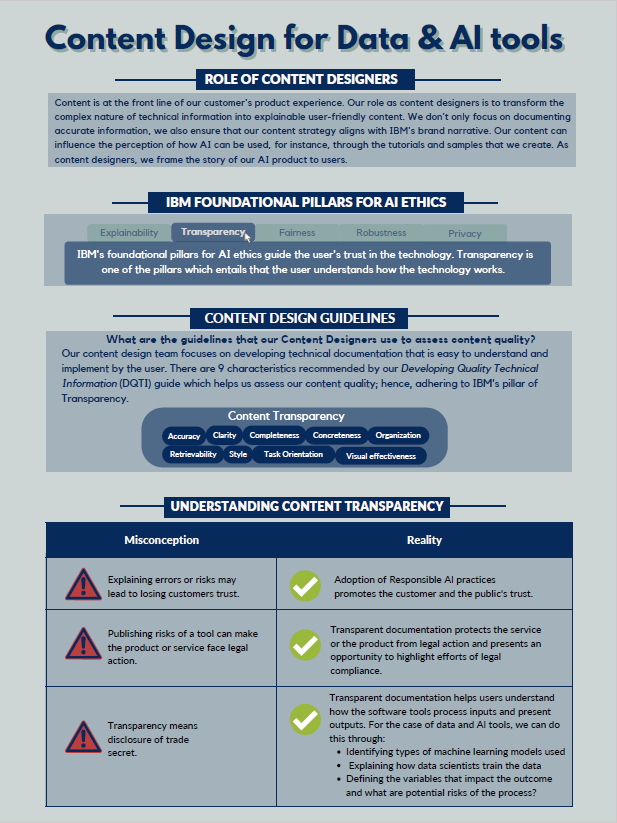 Content Design for Data & AI tools
ROLE OF CONTENT DESIGNERS
Content is at the front line of our customer's product experience. Our role as content designers is to transform the
complex nature of technical information into explainable user-friendly content. We don't only focus on documenting
accurate information, we also ensure that our content strategy aligns with IBM's brand narrative. Our content can
influence the perception of how AI can be used, for instance, through the tutorials and samples that we create. As
content designers, we frame the story of our AI product to users.
IBM FOUNDATIONAL PILLARS FOR AI ETHICS
Explainability Transparency Fairness Robustness Privacy
IBM's foundational pillars for AI ethics guide the user's trust in the technology. Transparency is
one of the pillars which entails that the user understands how the technology works.
CONTENT DESIGN GUIDELINES
What are the guidelines that our Content Designers use to assess content quality?
Our content design team focuses on developing technical documentation that is easy to understand and
implement by the user. There are 9 characteristics recommended by our Developing Quality Technical
Information (DQTI) guide which helps us assess our content quality; hence, adhering to IBM's pillar of
Transparency.
Content Transparency
Accuracy Clarity Completeness Concreteness Organization
Retrievability Style Task Orientation Visual effectiveness
UNDERSTANDING CONTENT TRANSPARENCY
Misconception Reality
Explaining errors or risks may
lead to losing customers trust.
Adoption of Responsible AI practices
promotes the customer and the public's trust.
Publishing risks of a tool can make
the product or service face legal
action.
Transparent documentation protects the service
or the product from legal action and presents an
opportunity to highlight efforts of legal
compliance.
Transparency means
disclosure of trade
secret.
Transparent documentation helps users understand
how the software tools process inputs and present
outputs. For the case of data and AI tools, we can do
this through:
• Identifying types of machine learning models used
• Explaining how data scientists train the data
• Defining the variables that impact the outcome
and what are potential risks of the process?